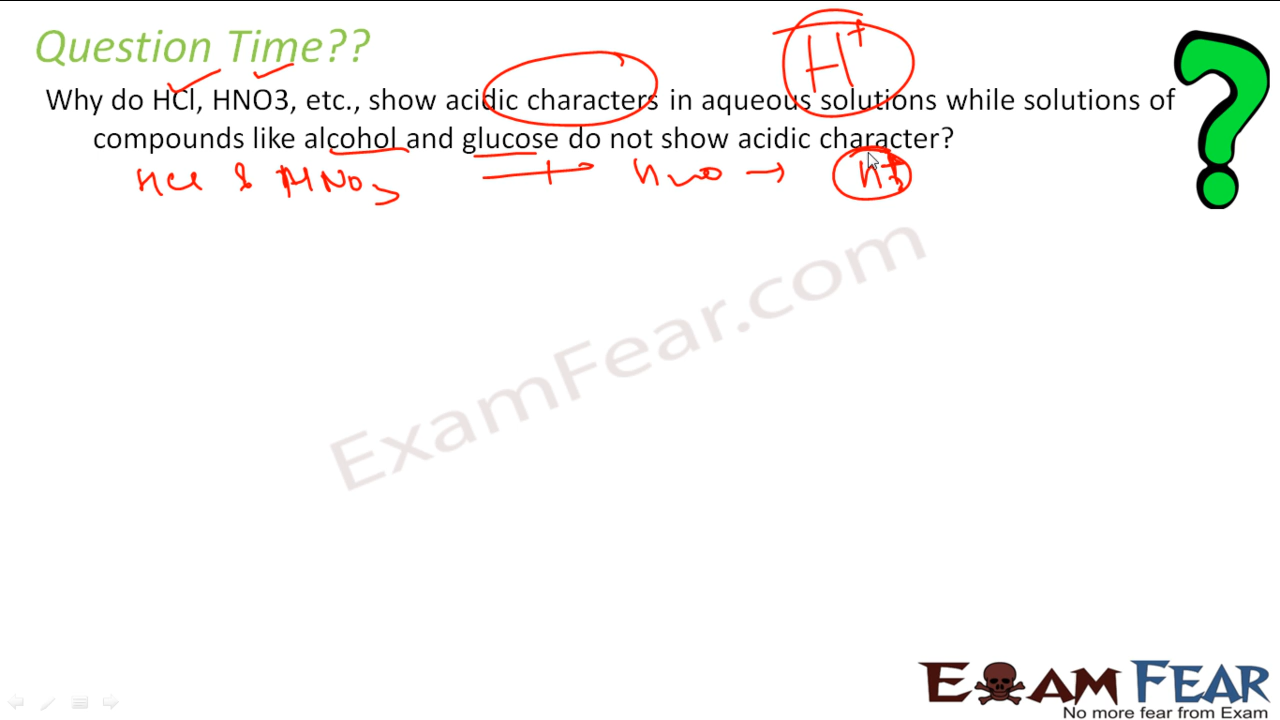 Question Time??
H+
Why do HCl, HNO3, etc., show acidic characters in aqueous solutions while solutions of
compounds like alcohol and glucose do not show acidic character?
HCl & HNO3 → H2O → H+
ExamFear.com
EXAM FEAR
No more fear from Exam